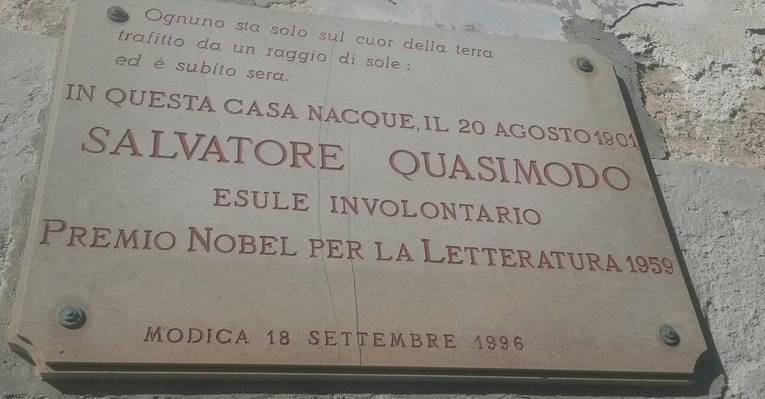 Ognuno sta solo sul cuor della terra
trafitto da un raggio di sole :
ed è subito sera.
IN QUESTA CASA NACQUE, IL 20 AGOSTO 1901
SALVATORE QUASIMODO
ESULE INVOLONTARIO
PREMIO NOBEL PER LA LETTERATURA 1959
MODICA 18 SETTEMBRE 1996